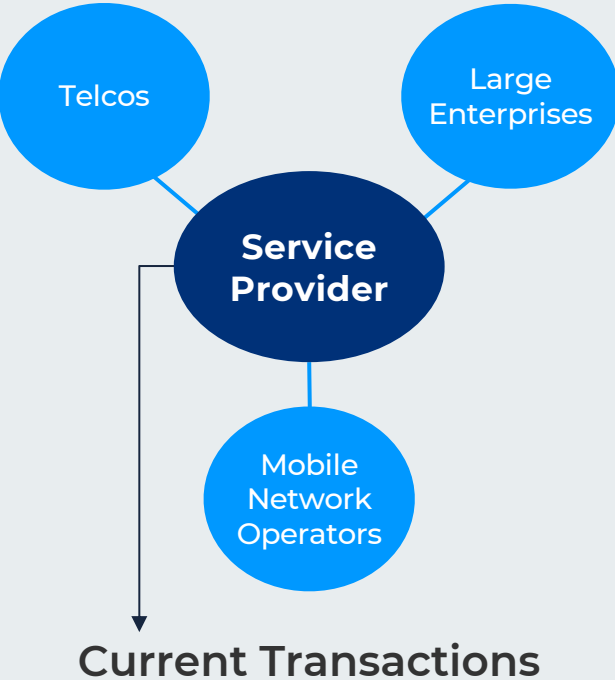 Telcos
Large
Enterprises
Service
Provider
Mobile
Network
Operators
Current Transactions